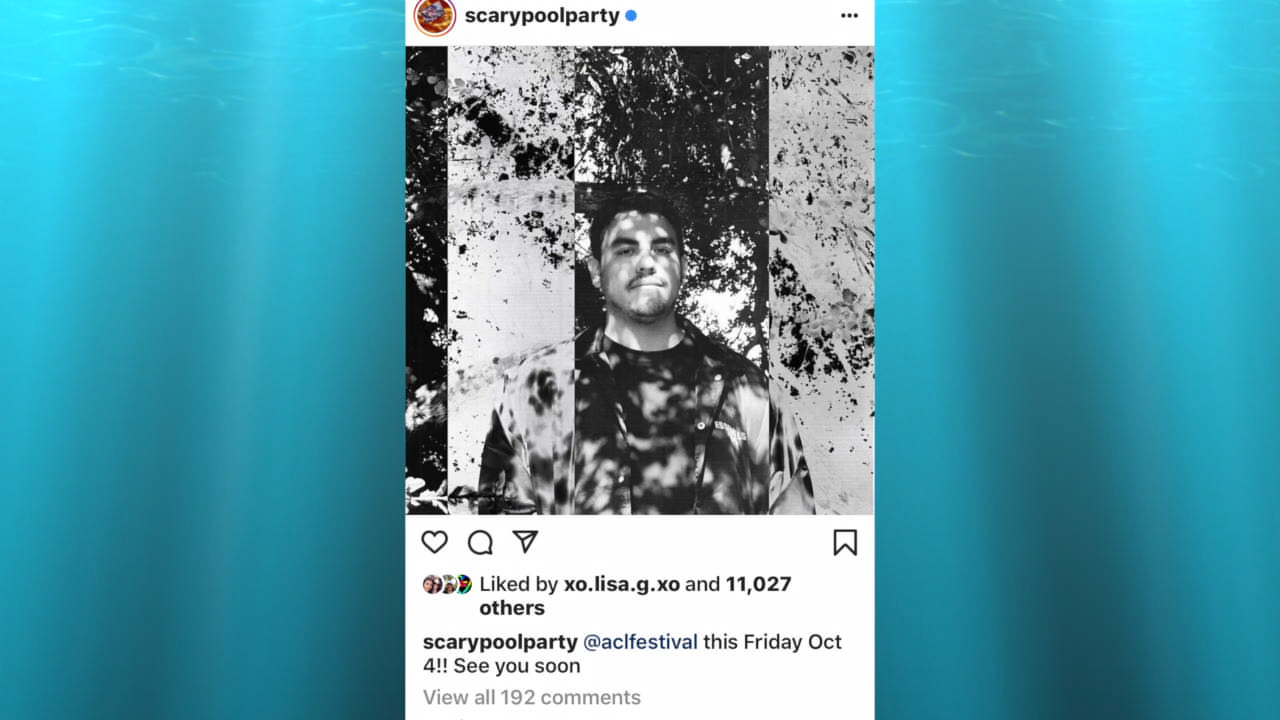 scarypoolparty
Liked by xo.lisa.g.xo and 11,027
others
scarypoolparty @aclfestival this Friday Oct
4!! See you soon
View all 192 comments